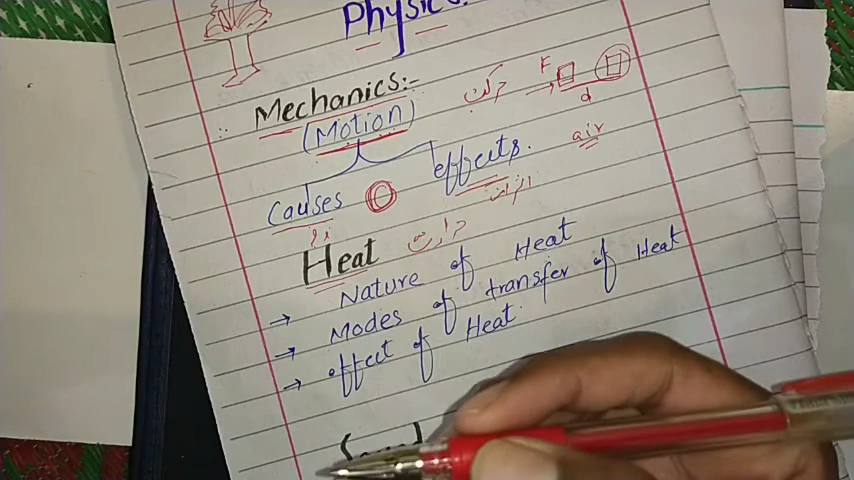 Physics.
Mechanics:- حرکت F d
(Motion)
Causes effects. air
اثرات
Heat حرارت
→ Nature of Heat
→ Modes of transfer of Heat
→ effect of Heat